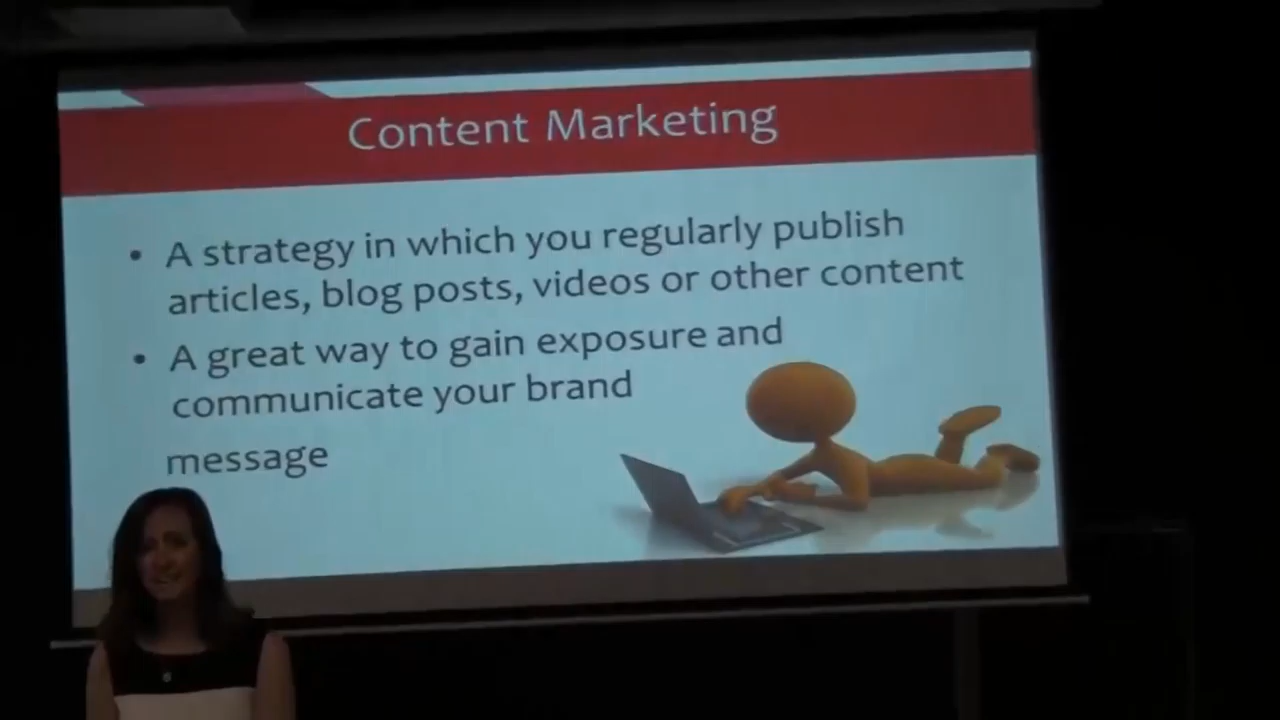 Content Marketing
• A strategy in which you regularly publish
articles, blog posts, videos or other content
• A great way to gain exposure and
communicate your brand
message